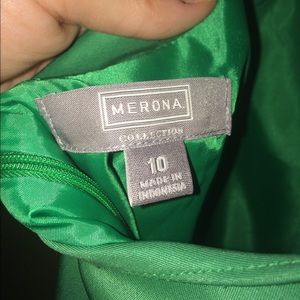 MERONA
COLLECTION
10
MADE IN
INDONESIA